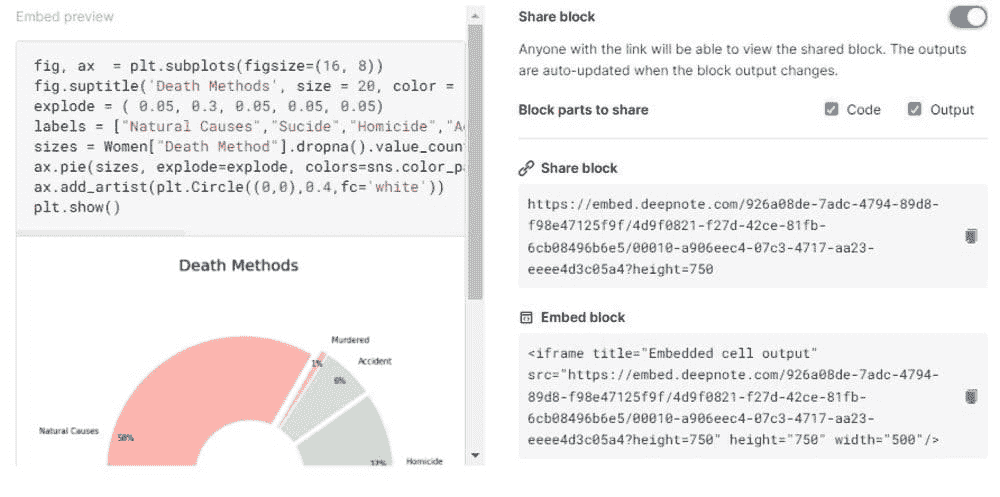 Embed preview
fig, ax  = plt.subplots(figsize=(16, 8))
fig.suptitle('Death Methods', size = 20, color =
explode = ( 0.05, 0.3, 0.05, 0.05, 0.05)
labels = ["Natural Causes","Sucide","Homicide","A
sizes = Women["Death Method"].dropna().value_coun
ax.pie(sizes, explode=explode, colors=sns.color_p
ax.add_artist(plt.Circle((0,0),0.4,fc='white'))
plt.show()
Death Methods
Murdered
1%
Accident
8%
Natural Causes
50%
Homicide
17%
Share block
Anyone with the link will be able to view the shared block. The outputs
are auto-updated when the block output changes.
Block parts to share
Code
Output
Share block
https://embed.deepnote.com/926a08de-7adc-4794-89d8-
f98e47125f9f/4d9f0821-f27d-42ce-81fb-
6cb08496b6e5/00010-a906eec4-07c3-4717-aa23-
eeee4d3c05a4?height=750
Embed block
<iframe title="Embedded cell output"
src="https://embed.deepnote.com/926a08de-7adc-4794-
89d8-f98e47125f9f/4d9f0821-f27d-42ce-81fb-
6cb08496b6e5/00010-a906eec4-07c3-4717-aa23-
eeee4d3c05a4?height=750" height="750" width="500"/>